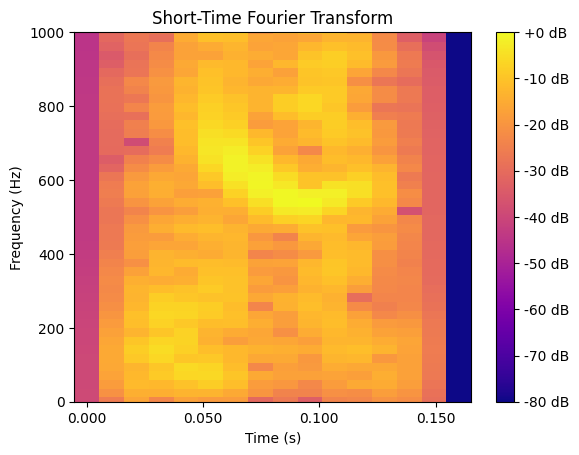 Short-Time Fourier Transform
1000
800
600
400
200
0
Frequency (Hz)
0.000
0.050
0.100
0.150
Time (s)
+0 dB
-10 dB
-20 dB
-30 dB
-40 dB
-50 dB
-60 dB
-70 dB
-80 dB